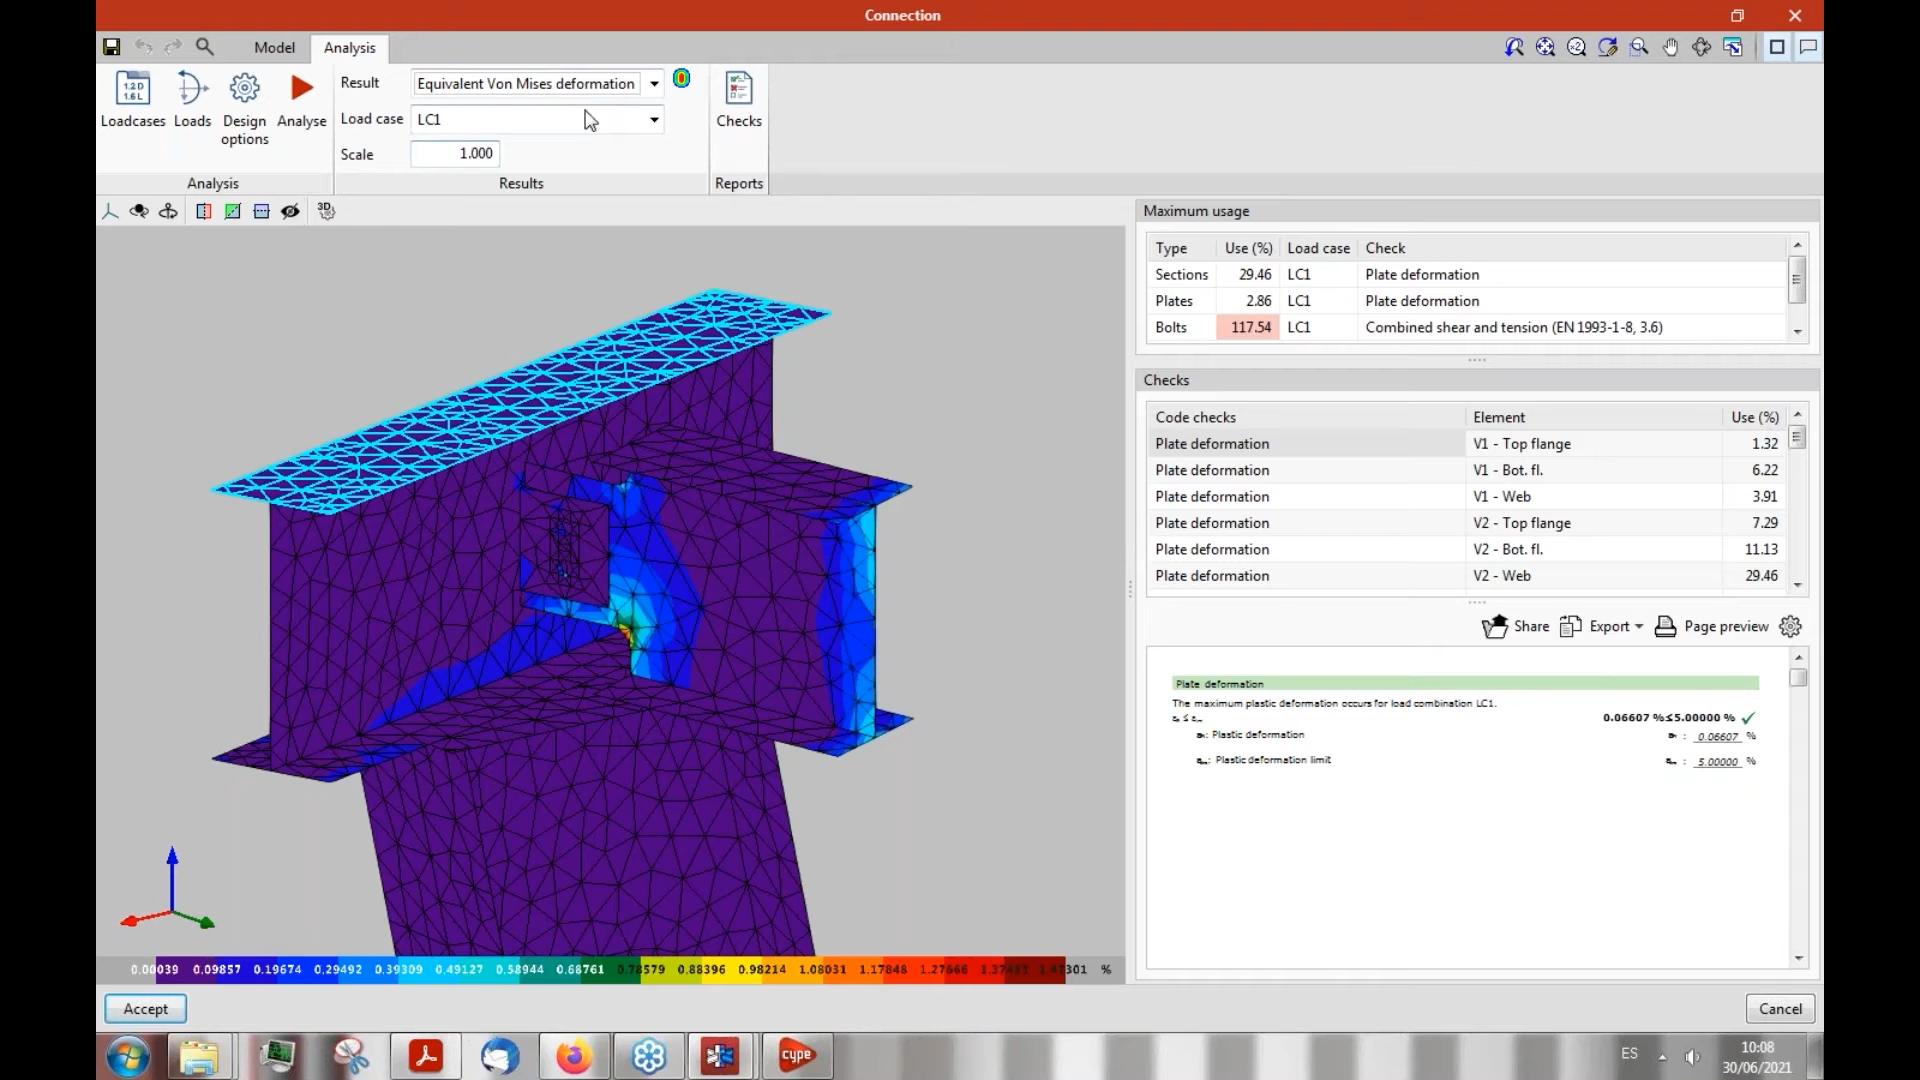 Connection
Model Analysis
Result Equivalent Von Mises deformation
Load case LC1
Scale 1.000
Loadcases Loads Design options Analyse
Checks
Analysis Results Reports
3D
Maximum usage
Type Use (%) Load case Check
Sections 29.46 LC1 Plate deformation
Plates 2.86 LC1 Plate deformation
Bolts 117.54 LC1 Combined shear and tension (EN 1993-1-8, 3.6)
Checks
Code checks Element Use (%)
Plate deformation V1 - Top flange 1.32
Plate deformation V1 - Bot. fl. 6.22
Plate deformation V1 - Web 3.91
Plate deformation V2 - Top flange 7.29
Plate deformation V2 - Bot. fl. 11.13
Plate deformation V2 - Web 29.46
Share Export Page preview
Plate deformation
The maximum plastic deformation occurs for load combination LC1.
0.06607 %≤5.00000 % ✓
: Plastic deformation : 0.06607 %
: Plastic deformation limit : 5.00000 %
0.00039 0.09857 0.19674 0.29492 0.39309 0.49127 0.58944 0.68761 0.78579 0.88396 0.98214 1.08031 1.17848 1.27666 %
Accept Cancel
cype
ES
10:08
30/06/2021